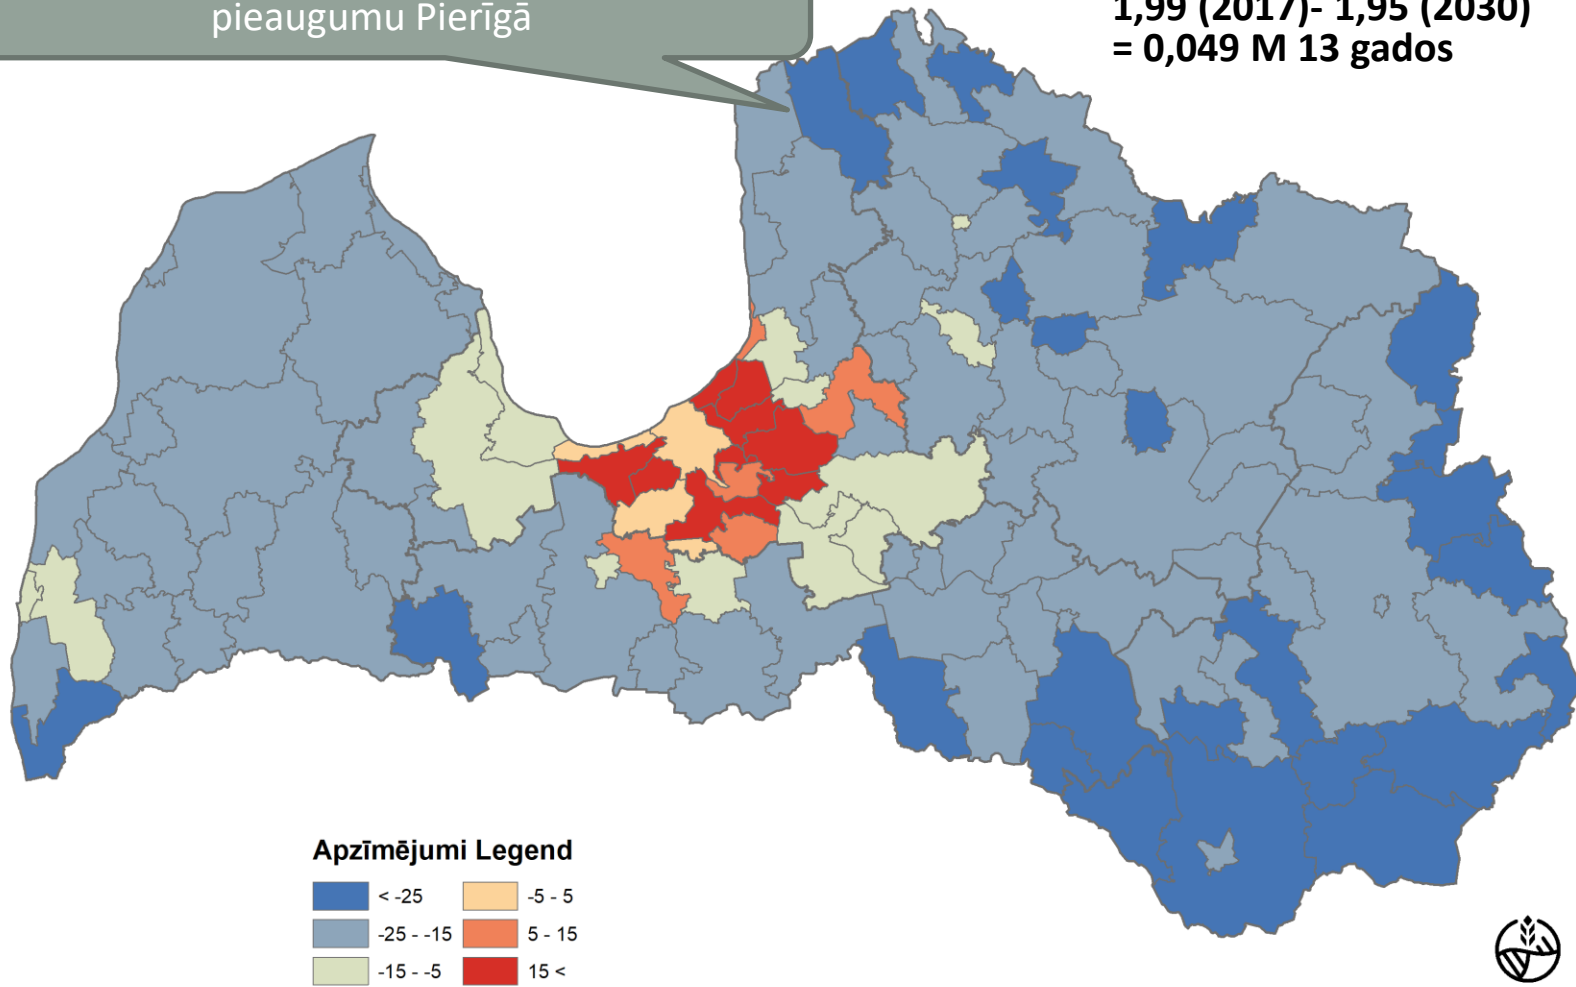 pieaugumu Pierīgā
1,99 (2017)- 1,95 (2030)
= 0,049 M 13 gados
Apzīmējumi Legend
< -25
-5 - 5
-25 - -15
5 - 15
-15 - -5
15 <